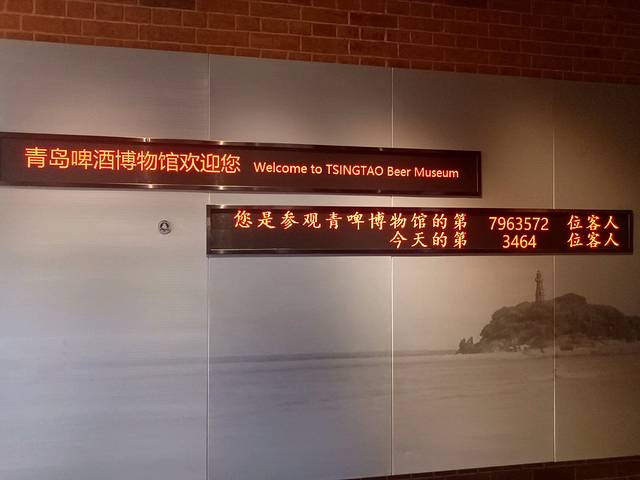 青岛啤酒博物馆欢迎您 Welcome to TSINGTAO Beer Museum
您是参观青啤博物馆的第 7963572 位客人
今天的第 3464 位客人